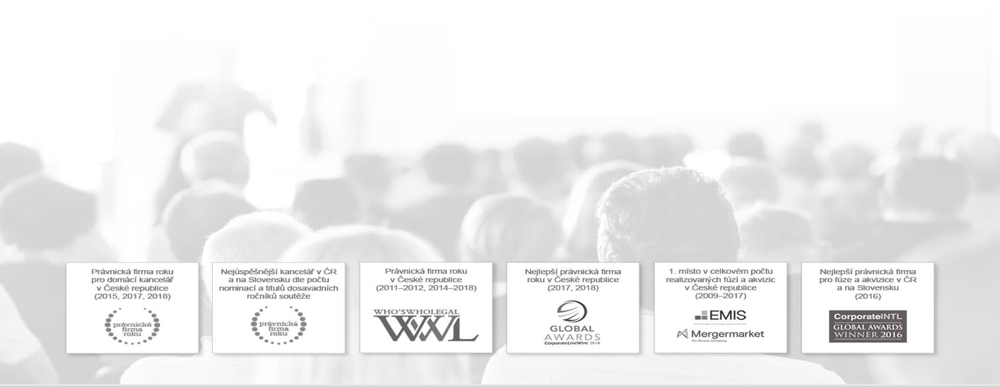 Právnická firma roku
pro domácí kancelář
v České republice
(2015, 2017, 2018)
právnická
firma
roku
Nejúspěšnější kancelář v ČR
a na Slovensku dle počtu
nominací a titulů dosavadních
ročníků soutěže
právnická
firma
roku
Právnická firma roku
v České republice
(2011–2012, 2014–2018)
WHO'SWHOLEGAL
WWL
Nejlepší právnická firma
roku v České republice
(2017, 2018)
GLOBAL
AWARDS
CorporateLiveWire 2018
1. místo v celkovém počtu
realizovaných fúzí a akvizic
v České republice
(2009–2017)
EMIS
Mergermarket
An Acuris company
Nejlepší právnická firma
pro fúze a akvizice v ČR
a na Slovensku
(2016)
CorporateINTL
GLOBAL AWARDS
WINNER 2016